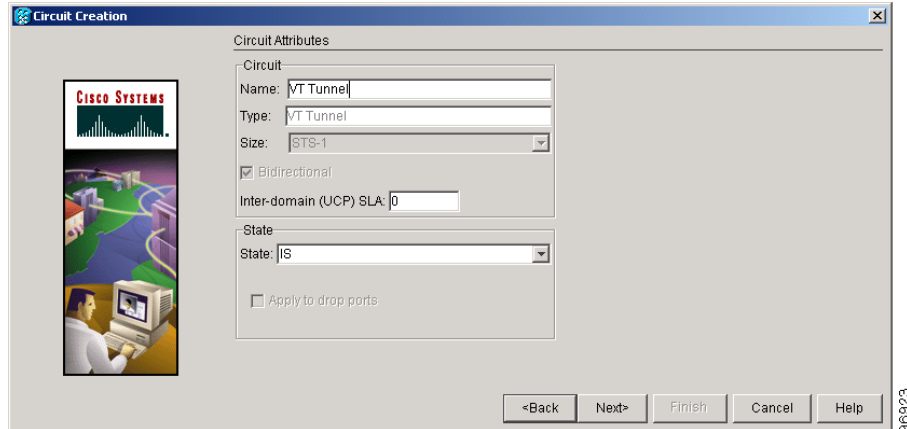 Circuit Creation
Circuit Attributes
CISCO SYSTEMS
Circuit
Name: VT Tunnel
Type: VT Tunnel
Size: STS-1
Bidirectional
Inter-domain (UCP) SLA: 0
State
State: IS
Apply to drop ports
<Back Next> Finish Cancel Help
96923